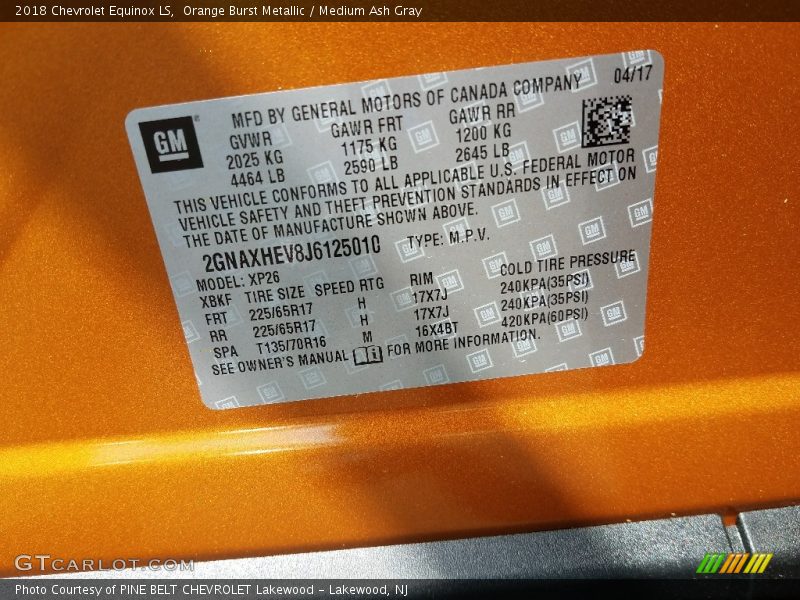 2018 Chevrolet Equinox LS,  Orange Burst Metallic / Medium Ash Gray
04/17
MFD BY GENERAL MOTORS OF CANADA COMPANY
GM
GVWR GAWR FRT GAWR RR
2025 KG 1175 KG 1200 KG
4464 LB 2590 LB 2645 LB
THIS VEHICLE CONFORMS TO ALL APPLICABLE U.S. FEDERAL MOTOR
VEHICLE SAFETY AND THEFT PREVENTION STANDARDS IN EFFECT ON
THE DATE OF MANUFACTURE SHOWN ABOVE.
2GNAXHEV8J6125010 TYPE: M.P.V.
MODEL: XP26
XBKF TIRE SIZE SPEED RTG RIM COLD TIRE PRESSURE
FRT 225/65R17 H 17X7J 240KPA(35PSI)
RR 225/65R17 H 17X7J 240KPA(35PSI)
SPA T135/70R16 M 16X4BT 420KPA(60PSI)
SEE OWNER'S MANUAL FOR MORE INFORMATION.
GTCARLOT.COM
Photo Courtesy of PINE BELT CHEVROLET Lakewood - Lakewood, NJ